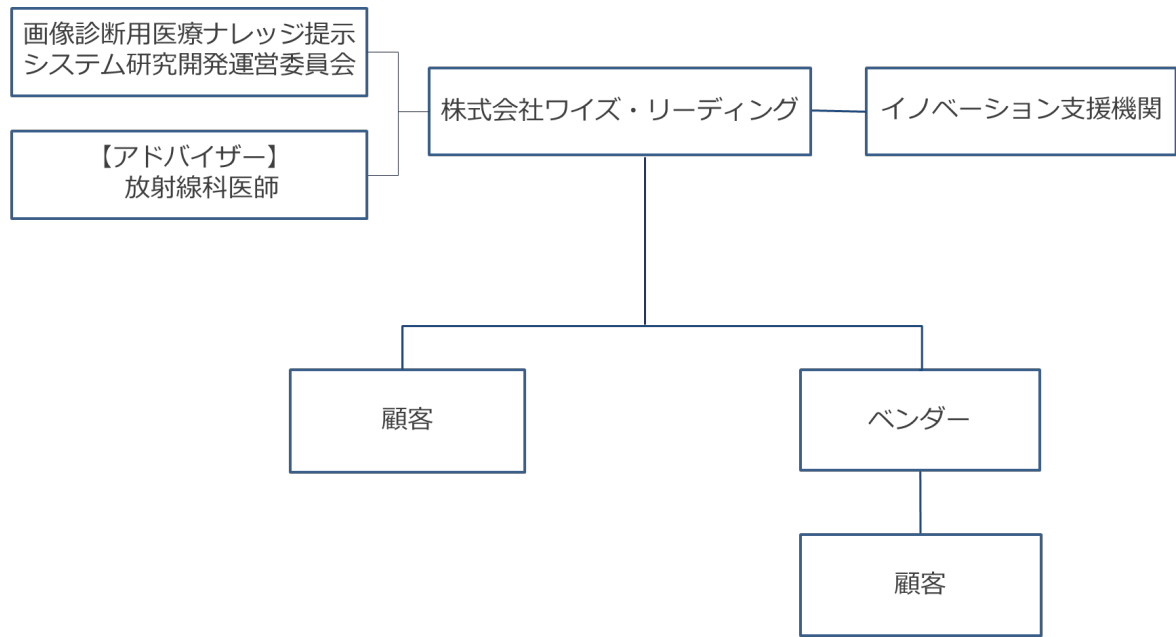 画像診断用医療ナレッジ提示
システム研究開発運営委員会
【アドバイザー】
放射線科医師
株式会社ワイズ・リーディング
イノベーション支援機関
顧客
ベンダー
顧客